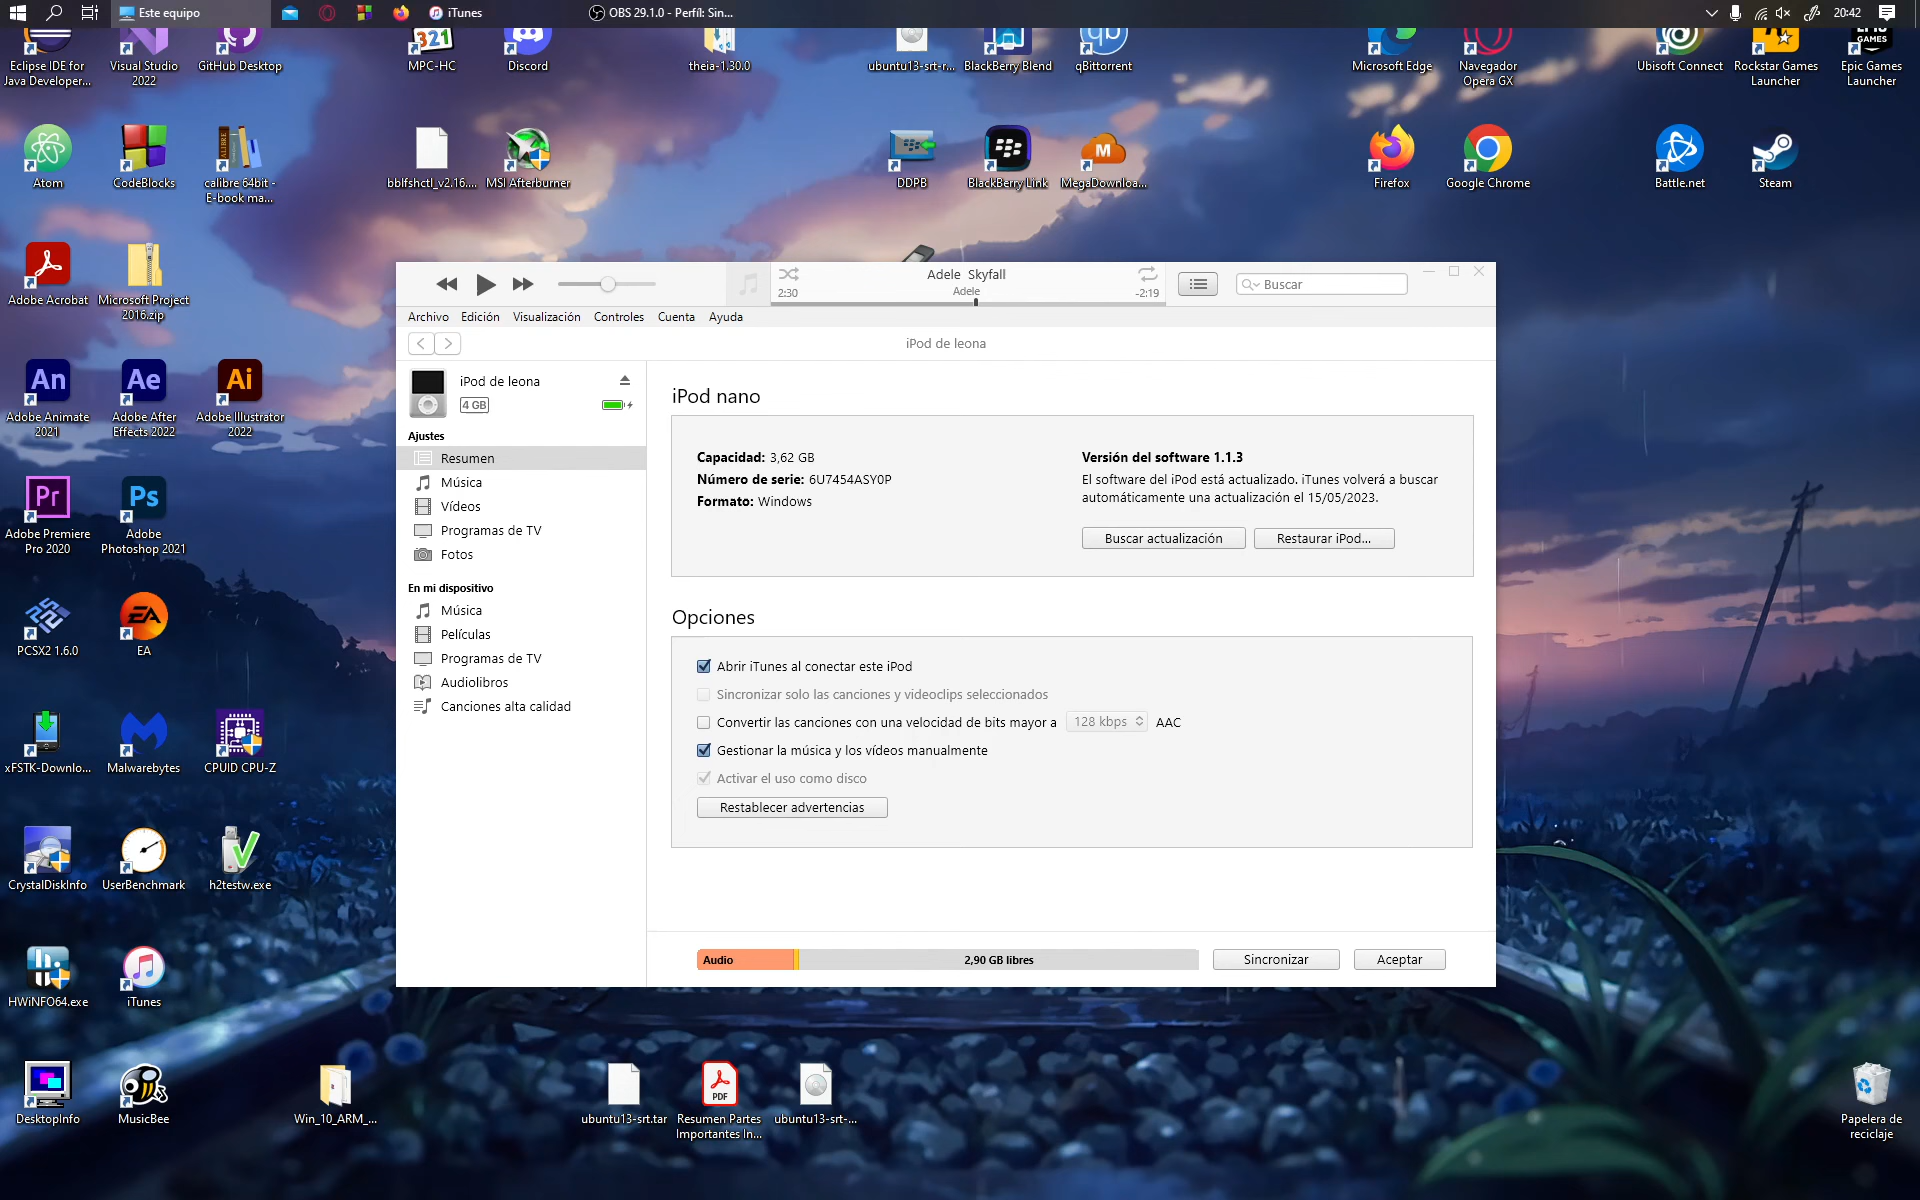 Este equipo
iTunes
OBS 29.1.0 - Perfíl: Sin...
20:42
Eclipse IDE for
Java Developer...
Visual Studio
2022
GitHub Desktop
MPC-HC
Discord
theia-1.30.0
ubuntu13-srt-r...
BlackBerry Blend
qBittorrent
Microsoft Edge
Navegador
Opera GX
Ubisoft Connect
Rockstar Games
Launcher
Epic Games
Launcher
Atom
CodeBlocks
calibre 64bit -
E-book ma...
bblfshctl_v2.16....
MSI Afterburner
DDPB
BlackBerry Link
MegaDownloa...
Firefox
Google Chrome
Battle.net
Steam
Adobe Acrobat
Microsoft Project
2016.zip
Adobe Animate
2021
Adobe After
Effects 2022
Adobe Illustrator
2022
Adobe Premiere
Pro 2020
Adobe
Photoshop 2021
PCSX2 1.6.0
EA
xFSTK-Downlo...
Malwarebytes
CPUID CPU-Z
CrystalDiskInfo
UserBenchmark
h2testw.exe
HWiNFO64.exe
iTunes
DesktopInfo
MusicBee
Win_10_ARM_...
ubuntu13-srt.tar
Resumen Partes
Importantes In...
ubuntu13-srt-...
Papelera de
reciclaje
An
Ae
Ai
Pr
Ps
EA
PDF
321
qb
GAMES
CALIBRE
M
Adele Skyfall
Adele
2:30
-2:19
Buscar
Archivo Edición Visualización Controles Cuenta Ayuda
iPod de leona
iPod de leona
4 GB
Ajustes
Resumen
Música
Vídeos
Programas de TV
Fotos
En mi dispositivo
Música
Películas
Programas de TV
Audiolibros
Canciones alta calidad
iPod nano
Capacidad: 3,62 GB
Número de serie: 6U7454ASY0P
Formato: Windows
Versión del software 1.1.3
El software del iPod está actualizado. iTunes volverá a buscar
automáticamente una actualización el 15/05/2023.
Buscar actualización
Restaurar iPod...
Opciones
Abrir iTunes al conectar este iPod
Sincronizar solo las canciones y videoclips seleccionados
Convertir las canciones con una velocidad de bits mayor a 128 kbps AAC
Gestionar la música y los vídeos manualmente
Activar el uso como disco
Restablecer advertencias
Audio
2,90 GB libres
Sincronizar
Aceptar